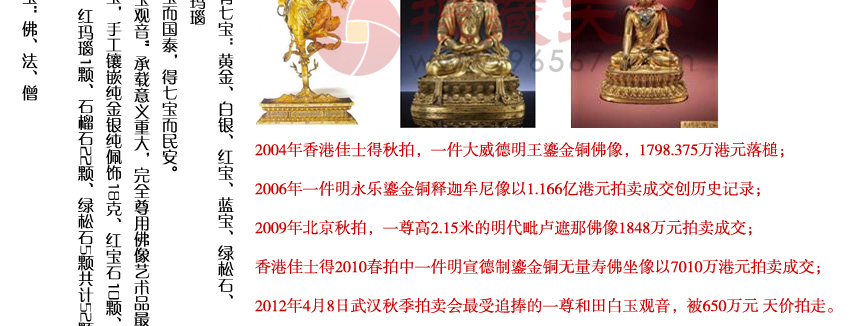 有七宝：黄金、白银、红宝、蓝宝、绿松石、
红玛瑙
宝而国泰，得七宝而民安。
宝观音”承载意义重大，完全尊用佛像艺术品最
，手工镶嵌纯金银纯佩饰18克、红宝石10颗、
红玛瑙1颗、石榴石22颗、绿松石5颗共计52颗
宝：佛、法、僧
2004年香港佳士得秋拍，一件大威德明王鎏金铜佛像，1798.375万港元落槌；
2006年一件明永乐鎏金铜释迦牟尼像以1.166亿港元拍卖成交创历史记录；
2009年北京秋拍，一尊高2.15米的明代毗卢遮那佛像1848万元拍卖成交；
香港佳士得2010春拍中一件明宣德制鎏金铜无量寿佛坐像以7010万港元拍卖成交；
2012年4月8日武汉秋季拍卖会最受追捧的一尊和田白玉观音，被650万元 天价拍走。